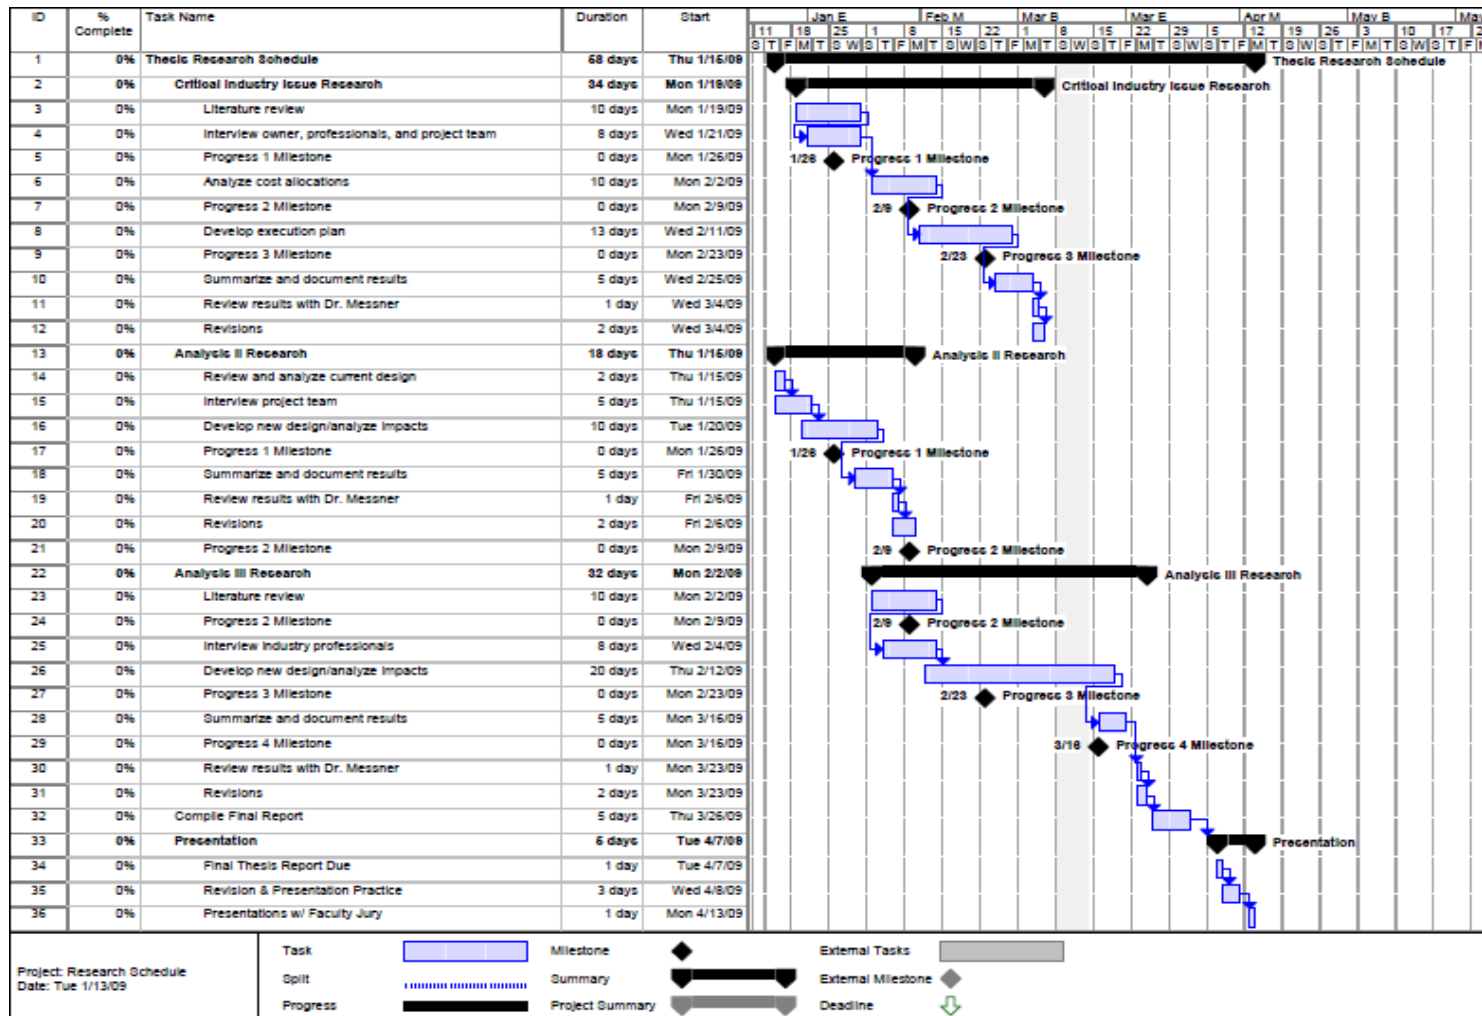 ID % Complete Task Name Duration Start Jan E Feb M Mar B Mar E Apr M May B May
11 18 25 1 8 15 22 1 8 15 22 29 5 12 19 26 3 10 17
S T F M T S W S T F M T S W S T F M T S W S T F M T S W S T F M T S W S T F M
1 0% Thesis Research Schedule 58 days Thu 1/15/09 Thesis Research Schedule
2 0% Critical Industry Issue Research 34 days Mon 1/19/09 Critical Industry Issue Research
3 0% Literature review 10 days Mon 1/19/09
4 0% Interview owner, professionals, and project team 8 days Wed 1/21/09
5 0% Progress 1 Milestone 0 days Mon 1/26/09 1/26 Progress 1 Milestone
6 0% Analyze cost allocations 10 days Mon 2/2/09
7 0% Progress 2 Milestone 0 days Mon 2/9/09 2/9 Progress 2 Milestone
8 0% Develop execution plan 13 days Wed 2/11/09
9 0% Progress 3 Milestone 0 days Mon 2/23/09 2/23 Progress 3 Milestone
10 0% Summarize and document results 5 days Wed 2/25/09
11 0% Review results with Dr. Messner 1 day Wed 3/4/09
12 0% Revisions 2 days Wed 3/4/09
13 0% Analysis II Research 18 days Thu 1/15/09 Analysis II Research
14 0% Review and analyze current design 2 days Thu 1/15/09
15 0% Interview project team 5 days Thu 1/15/09
16 0% Develop new design/analyze impacts 10 days Tue 1/20/09
17 0% Progress 1 Milestone 0 days Mon 1/26/09 1/26 Progress 1 Milestone
18 0% Summarize and document results 5 days Fri 1/30/09
19 0% Review results with Dr. Messner 1 day Fri 2/6/09
20 0% Revisions 2 days Fri 2/6/09
21 0% Progress 2 Milestone 0 days Mon 2/9/09 2/9 Progress 2 Milestone
22 0% Analysis III Research 32 days Mon 2/2/09 Analysis III Research
23 0% Literature review 10 days Mon 2/2/09
24 0% Progress 2 Milestone 0 days Mon 2/9/09 2/9 Progress 2 Milestone
25 0% Interview industry professionals 8 days Wed 2/4/09
26 0% Develop new design/analyze impacts 20 days Thu 2/12/09
27 0% Progress 3 Milestone 0 days Mon 2/23/09 2/23 Progress 3 Milestone
28 0% Summarize and document results 5 days Mon 3/16/09
29 0% Progress 4 Milestone 0 days Mon 3/16/09 3/16 Progress 4 Milestone
30 0% Review results with Dr. Messner 1 day Mon 3/23/09
31 0% Revisions 2 days Mon 3/23/09
32 0% Compile Final Report 5 days Thu 3/26/09
33 0% Presentation 5 days Tue 4/7/09 Presentation
34 0% Final Thesis Report Due 1 day Tue 4/7/09
35 0% Revision & Presentation Practice 3 days Wed 4/8/09
36 0% Presentations w/ Faculty Jury 1 day Mon 4/13/09
Project: Research Schedule
Date: Tue 1/13/09
Task Milestone External Tasks
Split Summary External Milestone
Progress Project Summary Deadline